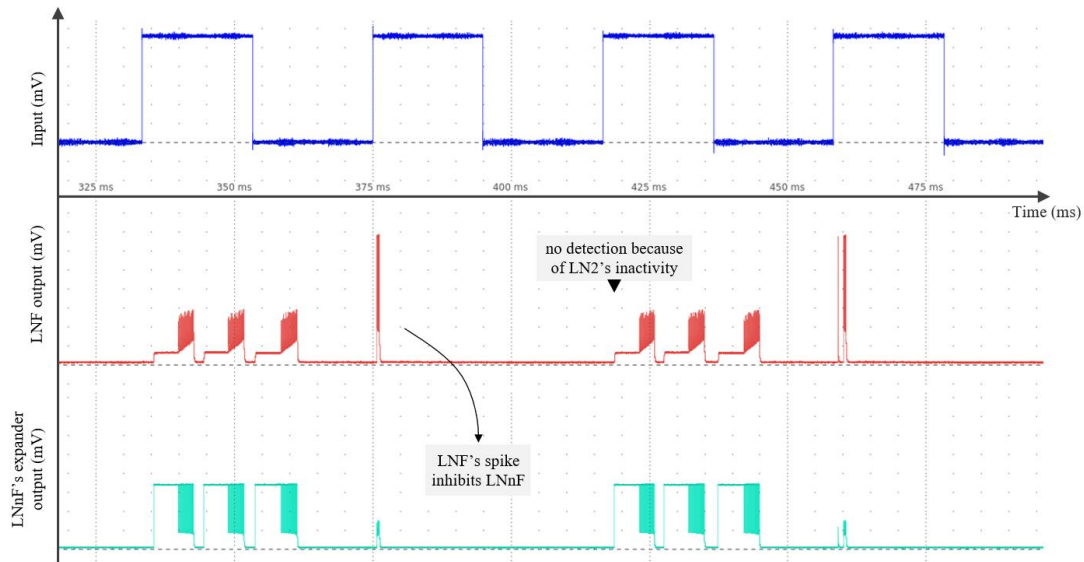 Input (mV)
325 ms 350 ms 375 ms 400 ms 425 ms 450 ms 475 ms
Time (ms)
LNF output (mV)
no detection because
of LN2's inactivity
LNF's spike
inhibits LNnF
LNnF's expander
output (mV)